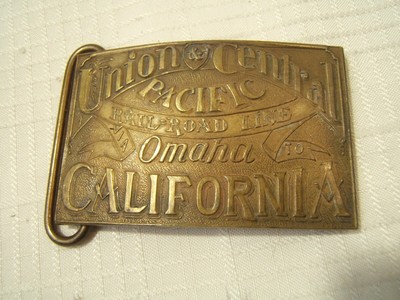 Union & Central
PACIFIC
RAIL-ROAD LINE
Omaha TO
CALIFORNIA